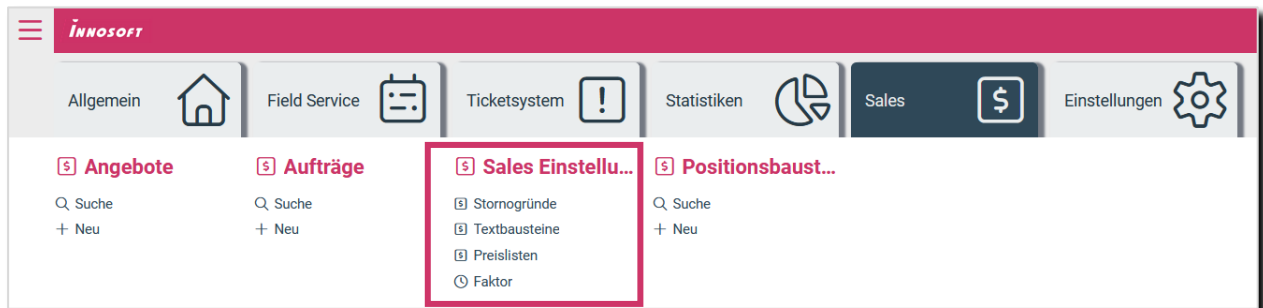 INNOSOFT
Allgemein
Field Service
Ticketsystem
Statistiken
Sales
Einstellungen
Angebote
Suche
Neu
Aufträge
Suche
Neu
Sales Einstellu...
Stornogründe
Textbausteine
Preislisten
Faktor
Positionsbaust...
Suche
Neu